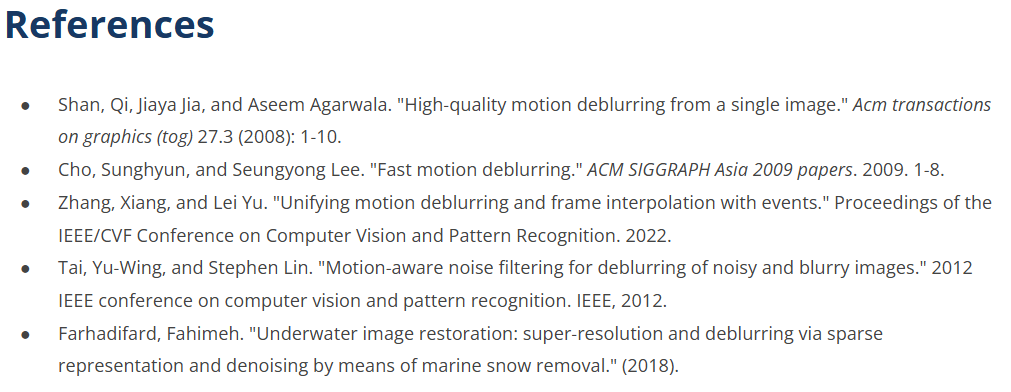 References
● Shan, Qi, Jiaya Jia, and Aseem Agarwala. "High-quality motion deblurring from a single image." Acm transactions
on graphics (tog) 27.3 (2008): 1-10.
● Cho, Sunghyun, and Seungyong Lee. "Fast motion deblurring." ACM SIGGRAPH Asia 2009 papers. 2009. 1-8.
● Zhang, Xiang, and Lei Yu. "Unifying motion deblurring and frame interpolation with events." Proceedings of the
IEEE/CVF Conference on Computer Vision and Pattern Recognition. 2022.
● Tai, Yu-Wing, and Stephen Lin. "Motion-aware noise filtering for deblurring of noisy and blurry images." 2012
IEEE conference on computer vision and pattern recognition. IEEE, 2012.
● Farhadifard, Fahimeh. "Underwater image restoration: super-resolution and deblurring via sparse
representation and denoising by means of marine snow removal." (2018).